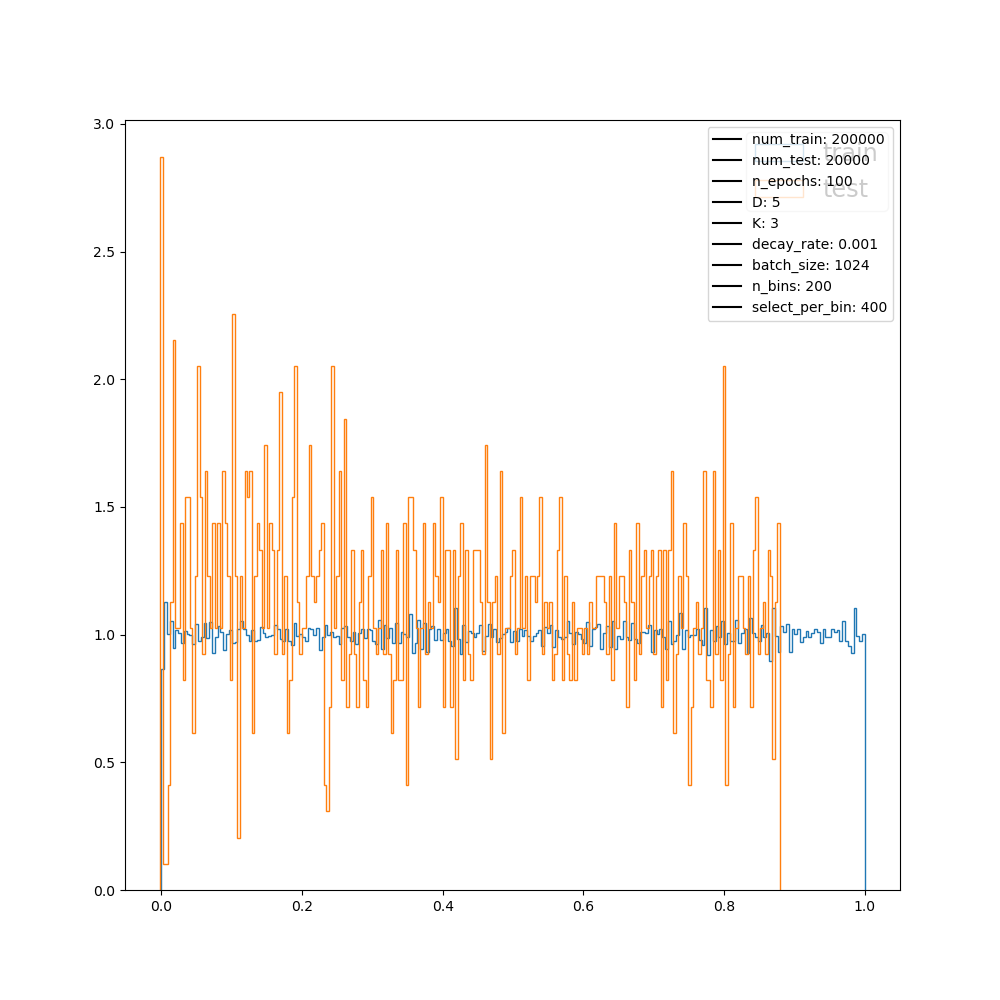 3.0
2.5
2.0
1.5
1.0
0.5
0.0
0.0 0.2 0.4 0.6 0.8 1.0
num_train: 200000
num_test: 20000
n_epochs: 100
D: 5
K: 3
decay_rate: 0.001
batch_size: 1024
n_bins: 200
select_per_bin: 400
train
test